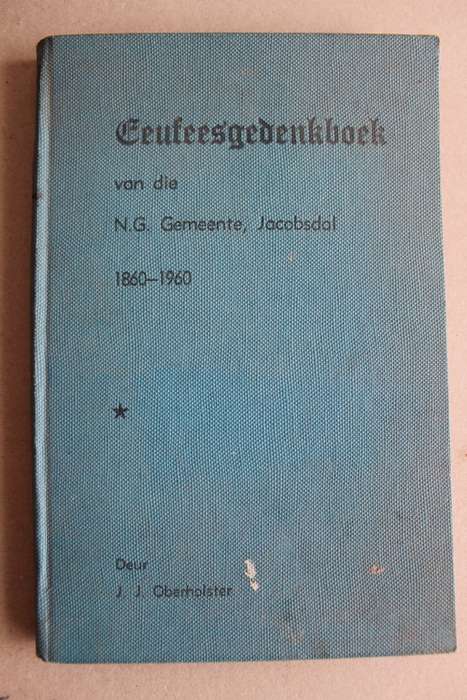 Eeufeesgedenkboek
van die
N.G. Gemeente, Jacobsdal
1860–1960
Deur
J. J. Oberholster